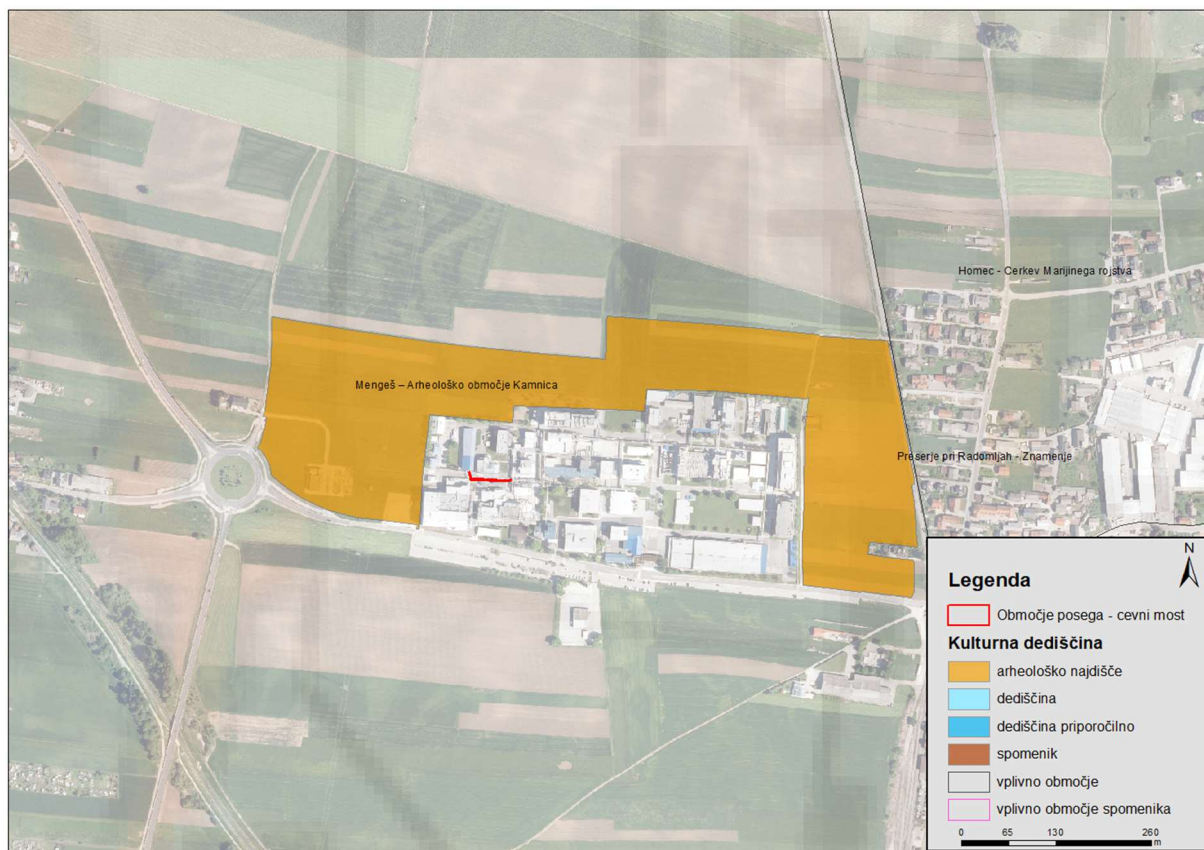 Homec - Cerkev Marijinega rojstva
Mengeš – Arheološko območje Kamnica
Preserje pri Radomljah - Znamenje
N
Legenda
Območje posega - cevni most
Kulturna dediščina
arheološko najdišče
dediščina
dediščina priporočilno
spomenik
vplivno območje
vplivno območje spomenika
0 65 130 260
m